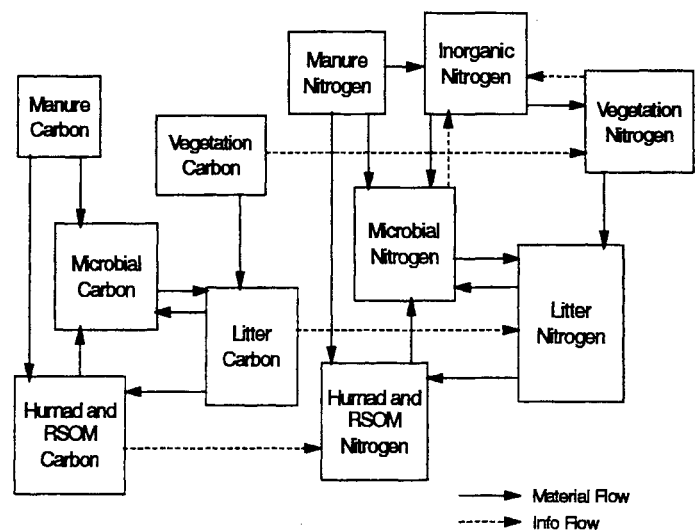 Manure
Carbon
Vegetation
Carbon
Microbial
Carbon
Litter
Carbon
Humad and
RSOM
Carbon
Manure
Nitrogen
Inorganic
Nitrogen
Vegetation
Nitrogen
Microbial
Nitrogen
Litter
Nitrogen
Humad and
RSOM
Nitrogen
Material Flow
Info Flow